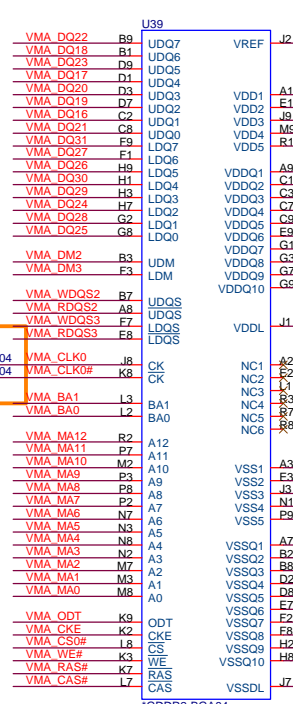 U39
VMA_DQ22 B9 UDQ7 VREF J2
VMA_DQ18 B1 UDQ6
VMA_DQ23 D9 UDQ5
VMA_DQ17 D1 UDQ4
VMA_DQ20 D3 UDQ3 VDD1 A1
VMA_DQ19 D7 UDQ2 VDD2 E1
VMA_DQ16 C2 UDQ1 VDD3 J9
VMA_DQ21 C8 UDQ0 VDD4 M9
VMA_DQ31 F9 LDQ7 VDD5 R1
VMA_DQ27 F1 LDQ6
VMA_DQ26 H9 LDQ5 VDDQ1 A9
VMA_DQ30 H1 LDQ4 VDDQ2 C1
VMA_DQ29 H3 LDQ3 VDDQ3 C3
VMA_DQ24 H7 LDQ2 VDDQ4 C7
VMA_DQ28 G2 LDQ1 VDDQ5 C9
VMA_DQ25 G8 LDQ0 VDDQ6 E9
VDDQ7 G1
VMA_DM2 B3 UDM VDDQ8 G3
VMA_DM3 F3 LDM VDDQ9 G7
VDDQ10 G9
VMA_WDQS2 B7 UDQS
VMA_RDQS2 A8 UDQS
VMA_WDQS3 F7 LDQS VDDL J1
VMA_RDQS3 E8 LDQS
04 VMA_CLK0 J8 CK NC1 A2
04 VMA_CLK0# K8 CK NC2 E2
NC3 L1
VMA_BA1 L3 BA1 NC4 R3
VMA_BA0 L2 BA0 NC5 R7
NC6 R8
VMA_MA12 R2 A12
VMA_MA11 P7 A11
VMA_MA10 M2 A10 VSS1 A3
VMA_MA9 P3 A9 VSS2 E3
VMA_MA8 P8 A8 VSS3 J3
VMA_MA7 P2 A7 VSS4 N1
VMA_MA6 N7 A6 VSS5 P9
VMA_MA5 N3 A5
VMA_MA4 N8 A4 VSSQ1 A7
VMA_MA3 N2 A3 VSSQ2 B2
VMA_MA2 M7 A2 VSSQ3 B8
VMA_MA1 M3 A1 VSSQ4 D2
VMA_MA0 M8 A0 VSSQ5 D8
VSSQ6 E7
VMA_ODT K9 ODT VSSQ7 F2
VMA_CKE K2 CKE VSSQ8 F8
VMA_CS0# L8 CS VSSQ9 H2
VMA_WE# K3 WE VSSQ10 H8
VMA_RAS# K7 RAS
VMA_CAS# L7 CAS VSSDL J7